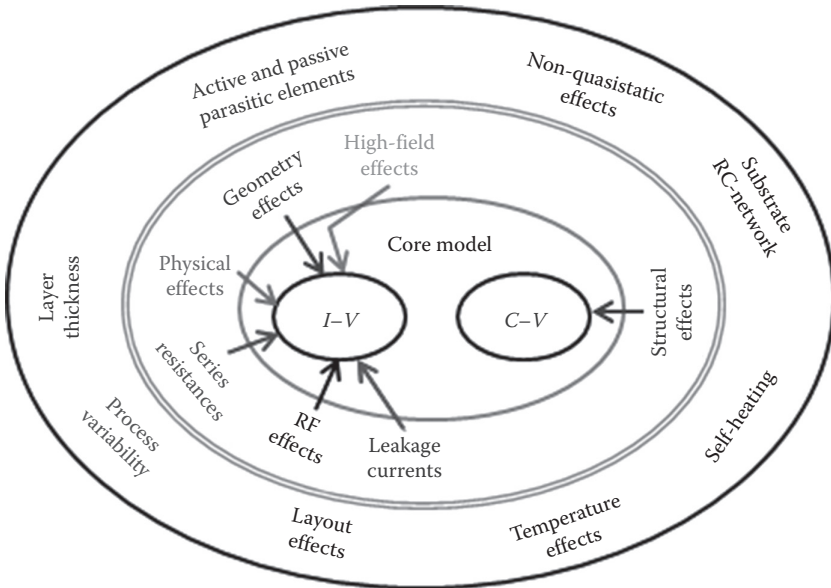 Active and passive
parasitic elements
Non-quasistatic
effects
High-field
effects
Geometry
effects
Substrate
RC-network
Core model
Physical
effects
Layer
thickness
I–V
C–V
Structural
effects
Series
resistances
Process
variability
RF
effects
Leakage
currents
Self-heating
Layout
effects
Temperature
effects